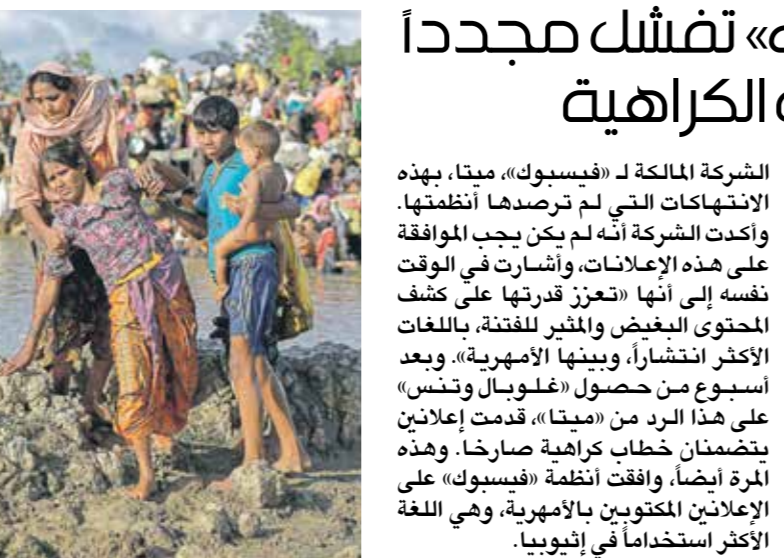 » تفشل مجدداً
الكراهية
الشركة المالكة لـ «فيسبوك»، ميتا، بهذه
الانتهاكات التي لم ترصدها أنظمتها.
وأكدت الشركة أنه لم يكن يجب الموافقة
على هذه الإعلانات، وأشارت في الوقت
نفسه إلى أنها «تعزز قدرتها على كشف
المحتوى البغيض والمثير للفتنة، باللغات
الأكثر انتشاراً، وبينها الأمهرية». وبعد
أسبوع من حصول «غلوبال وتنس»
على هذا الرد من «ميتا»، قدمت إعلانين
يتضمنان خطاب كراهية صارخا. وهذه
المرة أيضاً، وافقت أنظمة «فيسبوك» على
الإعلانين المكتوبين بالأمهرية، وهي اللغة
الأكثر استخداماً في إثيوبيا.